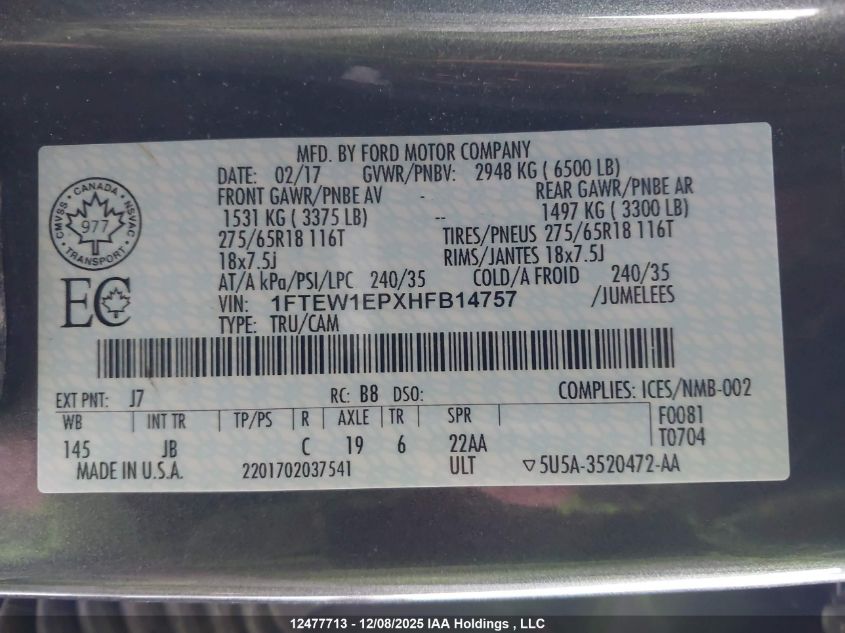 MFD. BY FORD MOTOR COMPANY
DATE: 02/17 GVWR/PNBV: 2948 KG ( 6500 LB)
FRONT GAWR/PNBE AV - REAR GAWR/PNBE AR
1531 KG ( 3375 LB) -- 1497 KG ( 3300 LB)
275/65R18 116T TIRES/PNEUS 275/65R18 116T
18x7.5J RIMS/JANTES 18x7.5J
AT/A kPa/PSI/LPC 240/35 COLD/A FROID 240/35
VIN: 1FTEW1EPXHFB14757 /JUMELEES
TYPE: TRU/CAM
CANADA
CMVSS NSVAC
977
TRANSPORT
EC
EXT PNT: J7 RC: B8 DSO: COMPLIES: ICES/NMB-002
WB | INT TR | TP/PS | R | AXLE | TR | SPR | F0081
145 JB C 19 6 22AA T0704
MADE IN U.S.A. 2201702037541 ULT ▽5U5A-3520472-AA
12477713 - 12/08/2025 IAA Holdings , LLC